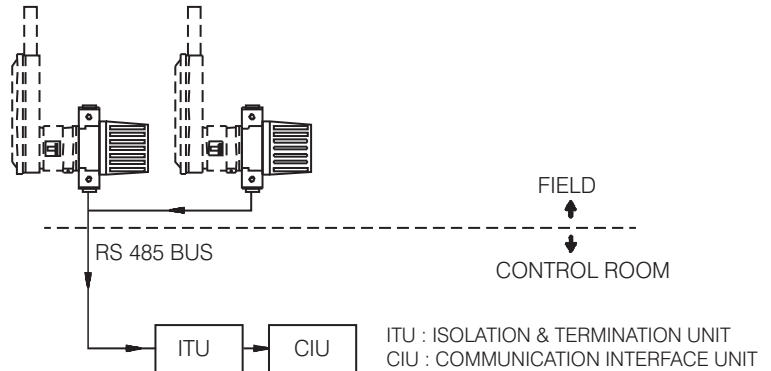 FIELD
RS 485 BUS
CONTROL ROOM
ITU
CIU
ITU : ISOLATION & TERMINATION UNIT
CIU : COMMUNICATION INTERFACE UNIT